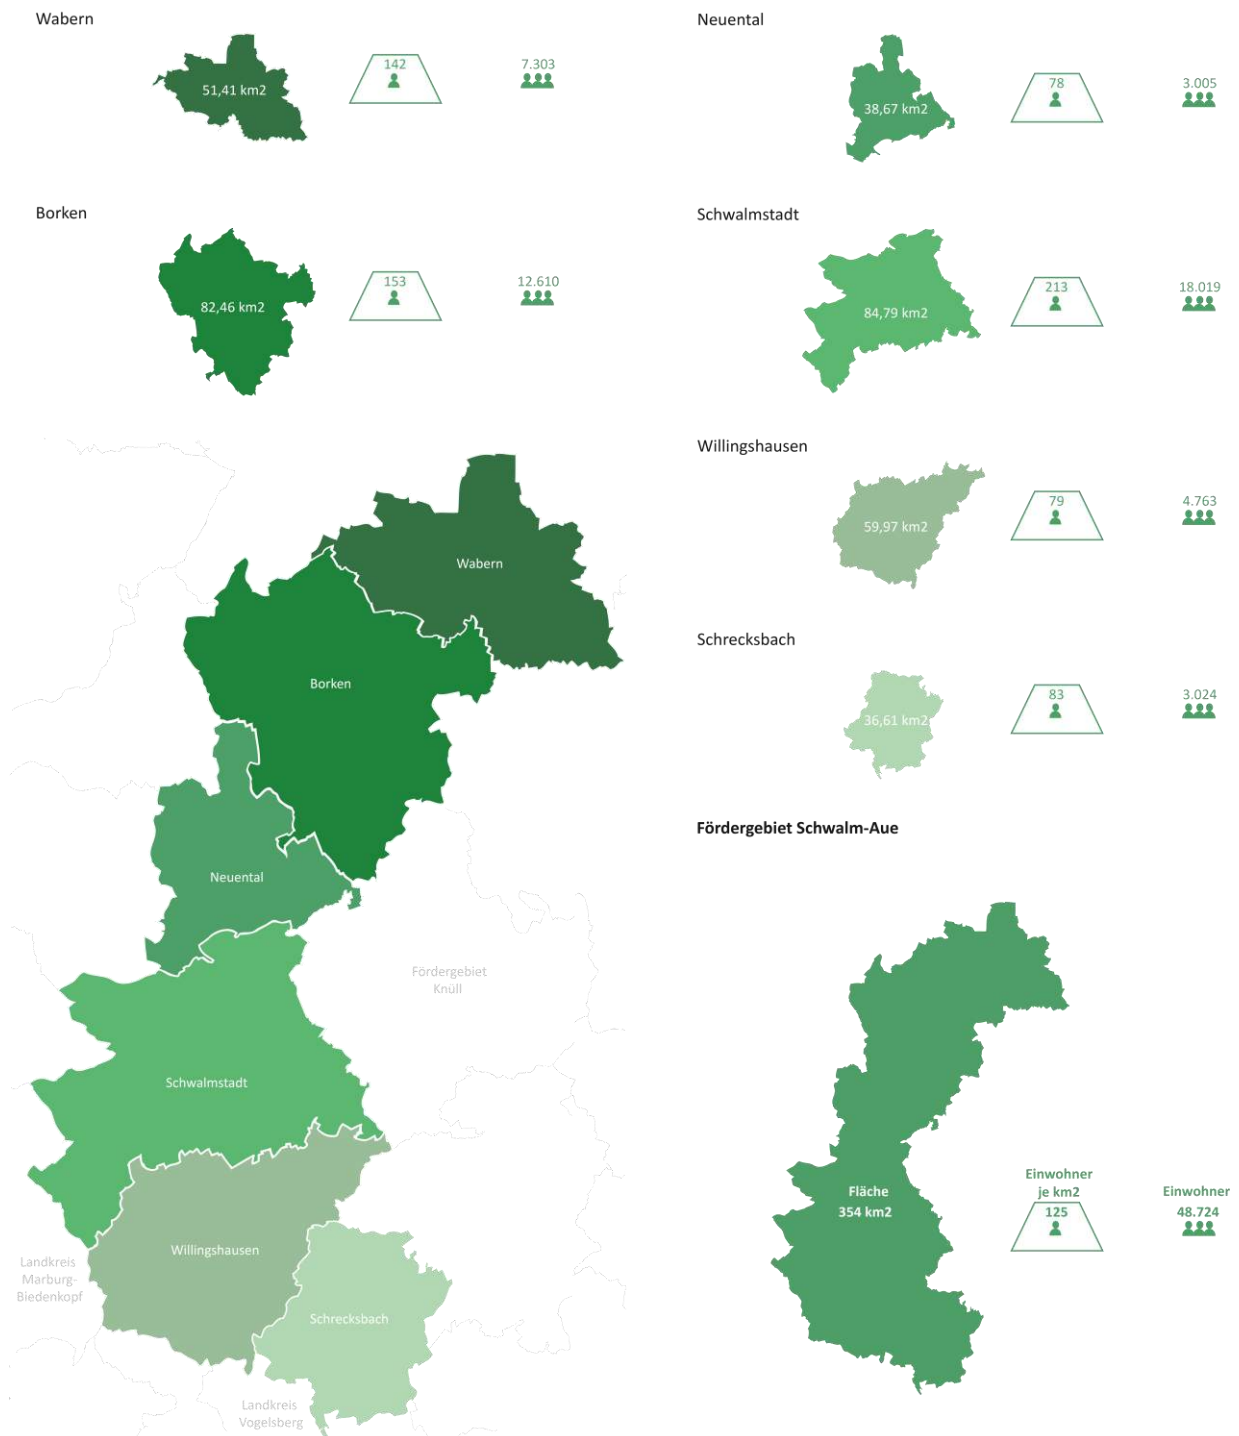 Wabern
51,41 km2
142
7.303
Borken
82,46 km2
153
12.610
Neuental
38,67 km2
78
3.005
Schwalmstadt
84,79 km2
213
18.019
Willingshausen
59,97 km2
79
4.763
Schrecksbach
36,61 km2
83
3.024
Wabern
Borken
Neuental
Fördergebiet
Knüll
Schwalmstadt
Willingshausen
Landkreis
Marburg-
Biedenkopf
Schrecksbach
Landkreis
Vogelsberg
Fördergebiet Schwalm-Aue
Fläche
354 km2
Einwohner
je km2
125
Einwohner
48.724